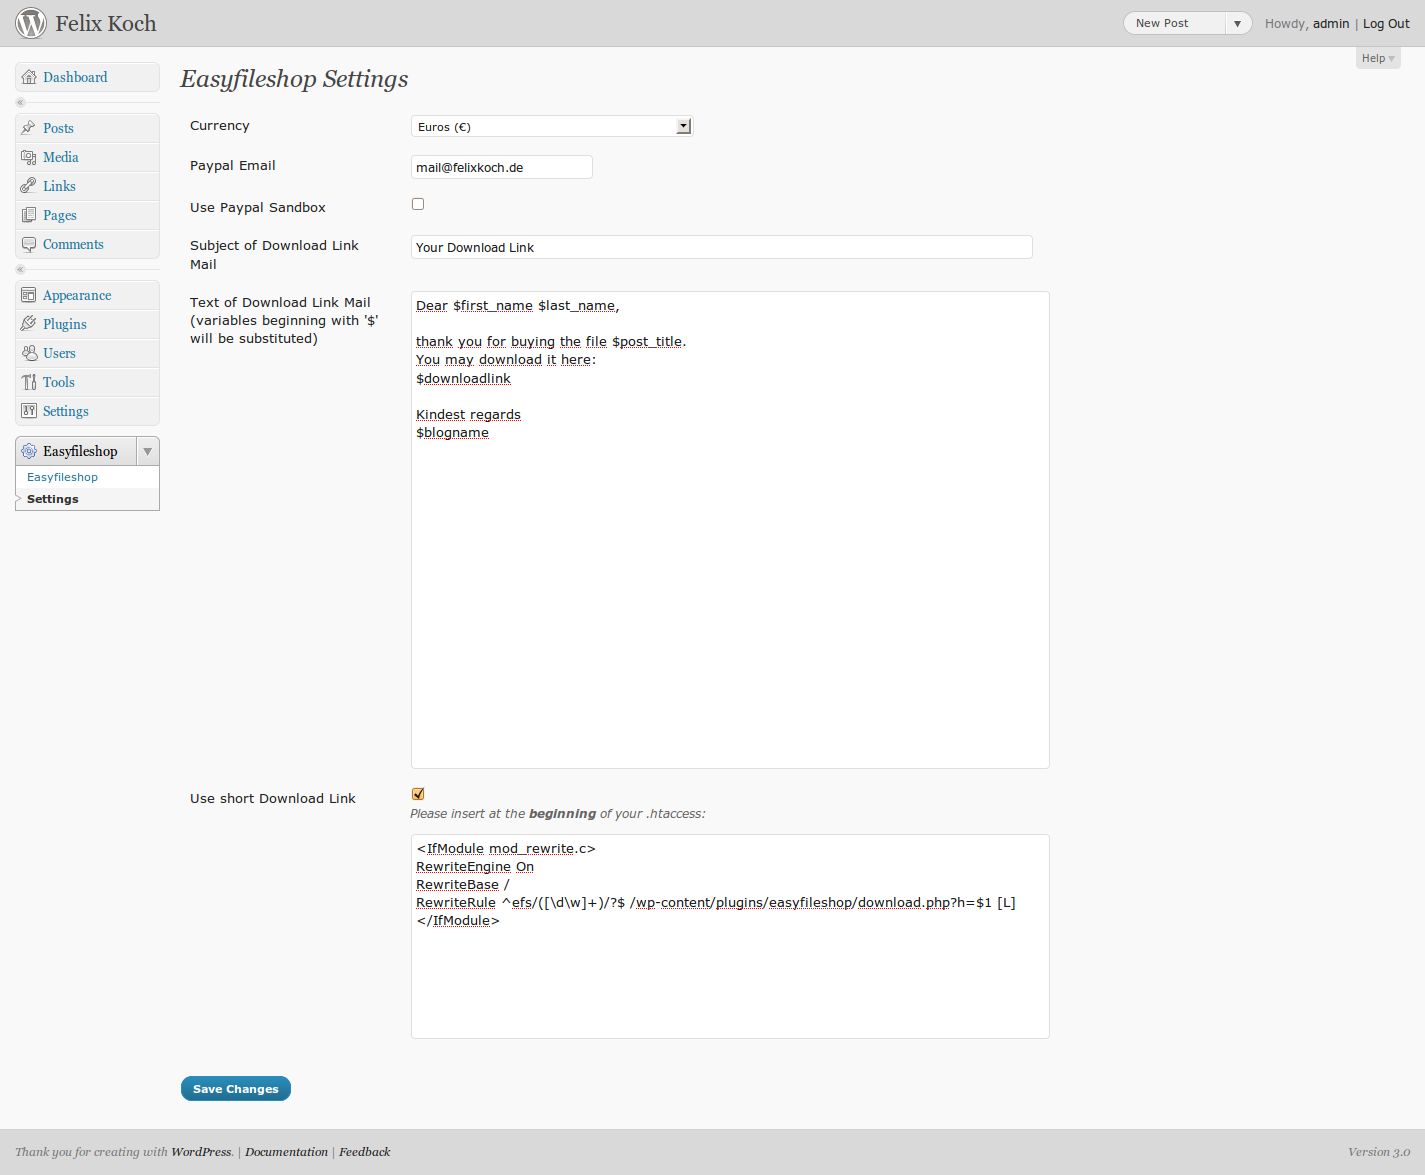 Felix Koch
New Post
Howdy, admin | Log Out
Help
Dashboard
Posts
Media
Links
Pages
Comments
Appearance
Plugins
Users
Tools
Settings
Easyfileshop
Easyfileshop
Settings
Easyfileshop Settings
Currency
Euros (€)
Paypal Email
mail@felixkoch.de
Use Paypal Sandbox
Subject of Download Link
Mail
Your Download Link
Text of Download Link Mail
(variables beginning with '$'
will be substituted)
Dear $first_name $last_name,
thank you for buying the file $post_title.
You may download it here:
$downloadlink
Kindest regards
$blogname
Use short Download Link
Please insert at the beginning of your .htaccess:
<IfModule mod_rewrite.c>
RewriteEngine On
RewriteBase /
RewriteRule ^efs/([\d\w]+)/?$ /wp-content/plugins/easyfileshop/download.php?h=$1 [L]
</IfModule>
Save Changes
Thank you for creating with WordPress. | Documentation | Feedback
Version 3.0